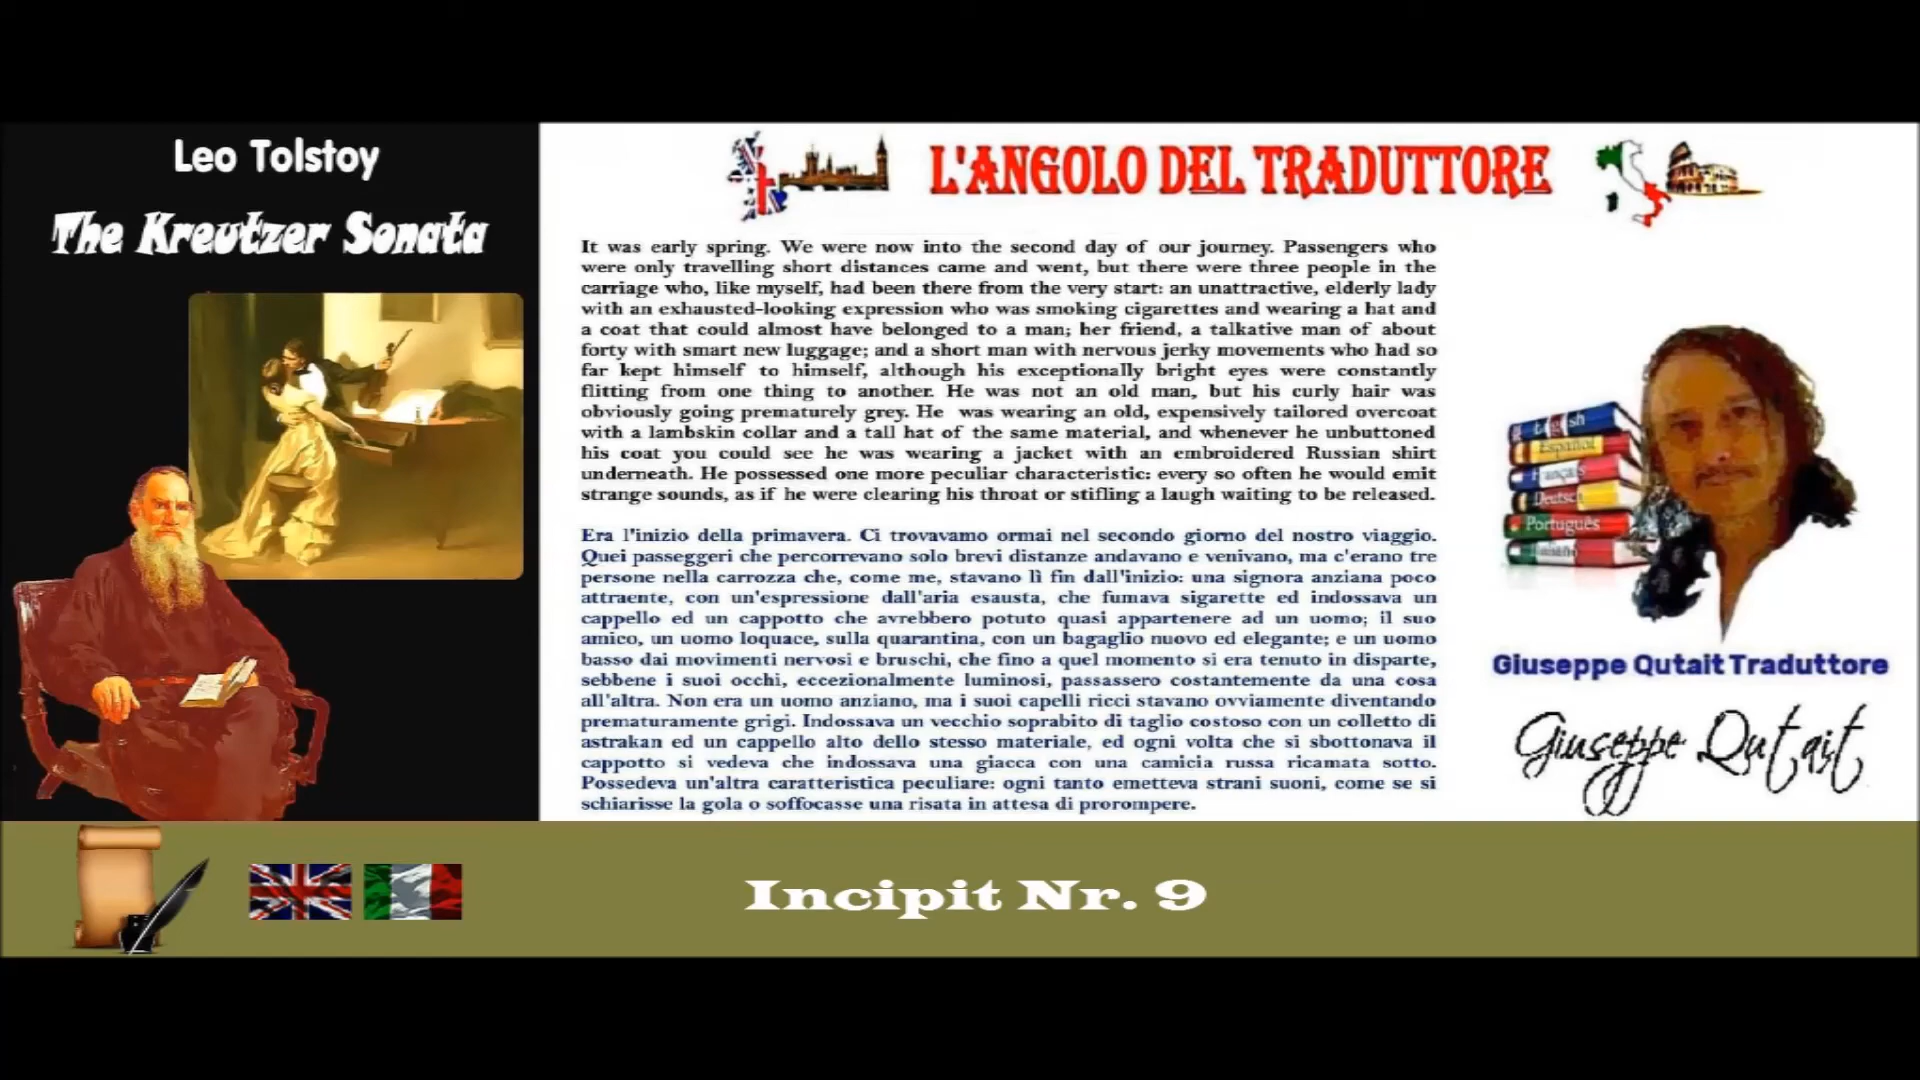 Leo Tolstoy
The Kreutzer Sonata
L'ANGOLO DEL TRADUTTORE
It was early spring. We were now into the second day of our journey. Passengers who
were only travelling short distances came and went, but there were three people in the
carriage who, like myself, had been there from the very start: an unattractive, elderly lady
with an exhausted-looking expression who was smoking cigarettes and wearing a hat and
a coat that could almost have belonged to a man; her friend, a talkative man of about
forty with smart new luggage; and a short man with nervous jerky movements who had so
far kept himself to himself, although his exceptionally bright eyes were constantly
flitting from one thing to another. He was not an old man, but his curly hair was
obviously going prematurely grey. He was wearing an old, expensively tailored overcoat
with a lambskin collar and a tall hat of the same material, and whenever he unbuttoned
his coat you could see he was wearing a jacket with an embroidered Russian shirt
underneath. He possessed one more peculiar characteristic: every so often he would emit
strange sounds, as if he were clearing his throat or stifling a laugh waiting to be released.
Era l'inizio della primavera. Ci trovavamo ormai nel secondo giorno del nostro viaggio.
Quei passeggeri che percorrevano solo brevi distanze andavano e venivano, ma c'erano tre
persone nella carrozza che, come me, stavano lì fin dall'inizio: una signora anziana poco
attraente, con un'espressione dall'aria esausta, che fumava sigarette ed indossava un
cappello ed un cappotto che avrebbero potuto quasi appartenere ad un uomo; il suo
amico, un uomo loquace, sulla quarantina, con un bagaglio nuovo ed elegante; e un uomo
basso dai movimenti nervosi e bruschi, che fino a quel momento si era tenuto in disparte,
sebbene i suoi occhi, eccezionalmente luminosi, passassero costantemente da una cosa
all'altra. Non era un uomo anziano, ma i suoi capelli ricci stavano ovviamente diventando
prematuramente grigi. Indossava un vecchio soprabito di taglio costoso con un colletto di
astrakan ed un cappello alto dello stesso materiale, ed ogni volta che si sbottonava il
cappotto si vedeva che indossava una giacca con una camicia russa ricamata sotto.
Possedeva un'altra caratteristica peculiare: ogni tanto emetteva strani suoni, come se si
schiarisse la gola o soffocasse una risata in attesa di prorompere.
English
Español
Français
Deutsch
Português
Giuseppe Qutait Traduttore
Giuseppe Qutait
Incipit Nr. 9